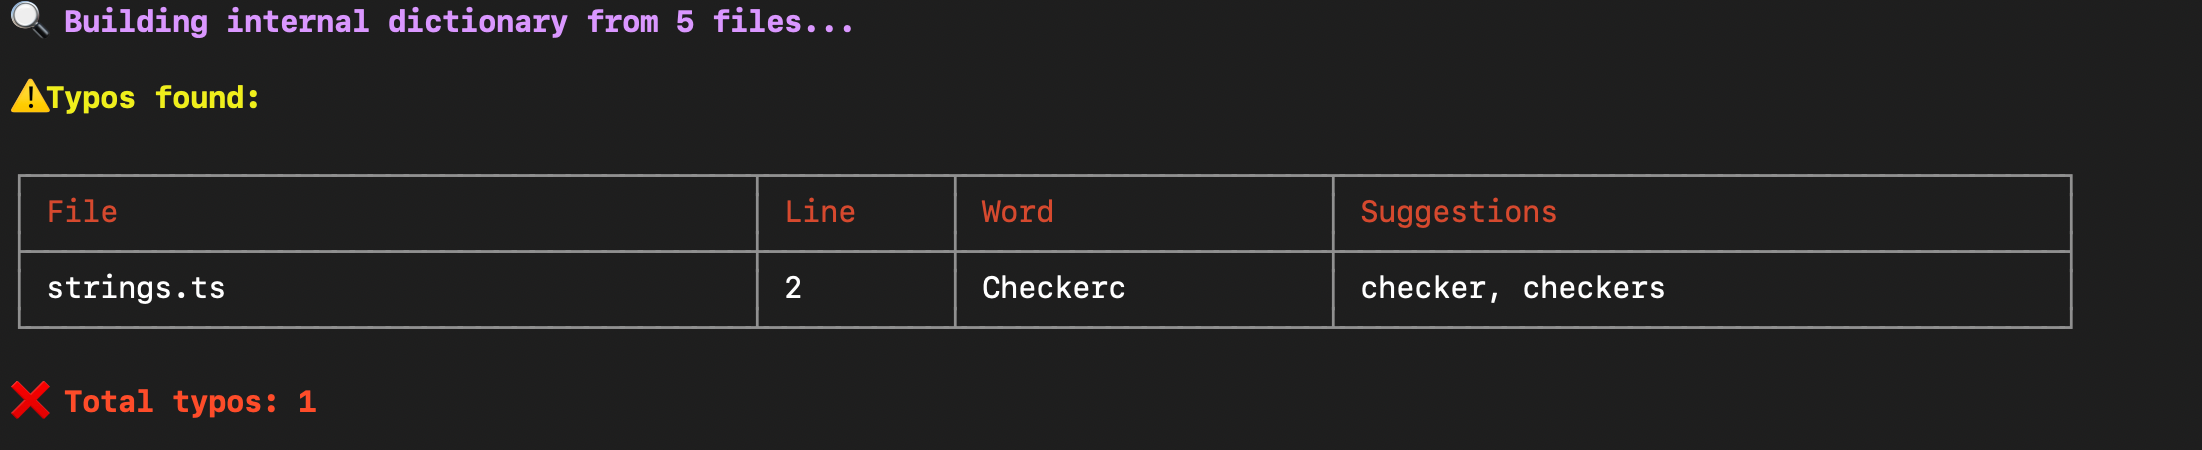 🔍 Building internal dictionary from 5 files...
⚠️Typos found:
File Line Word Suggestions
strings.ts 2 Checkerc checker, checkers
❌ Total typos: 1